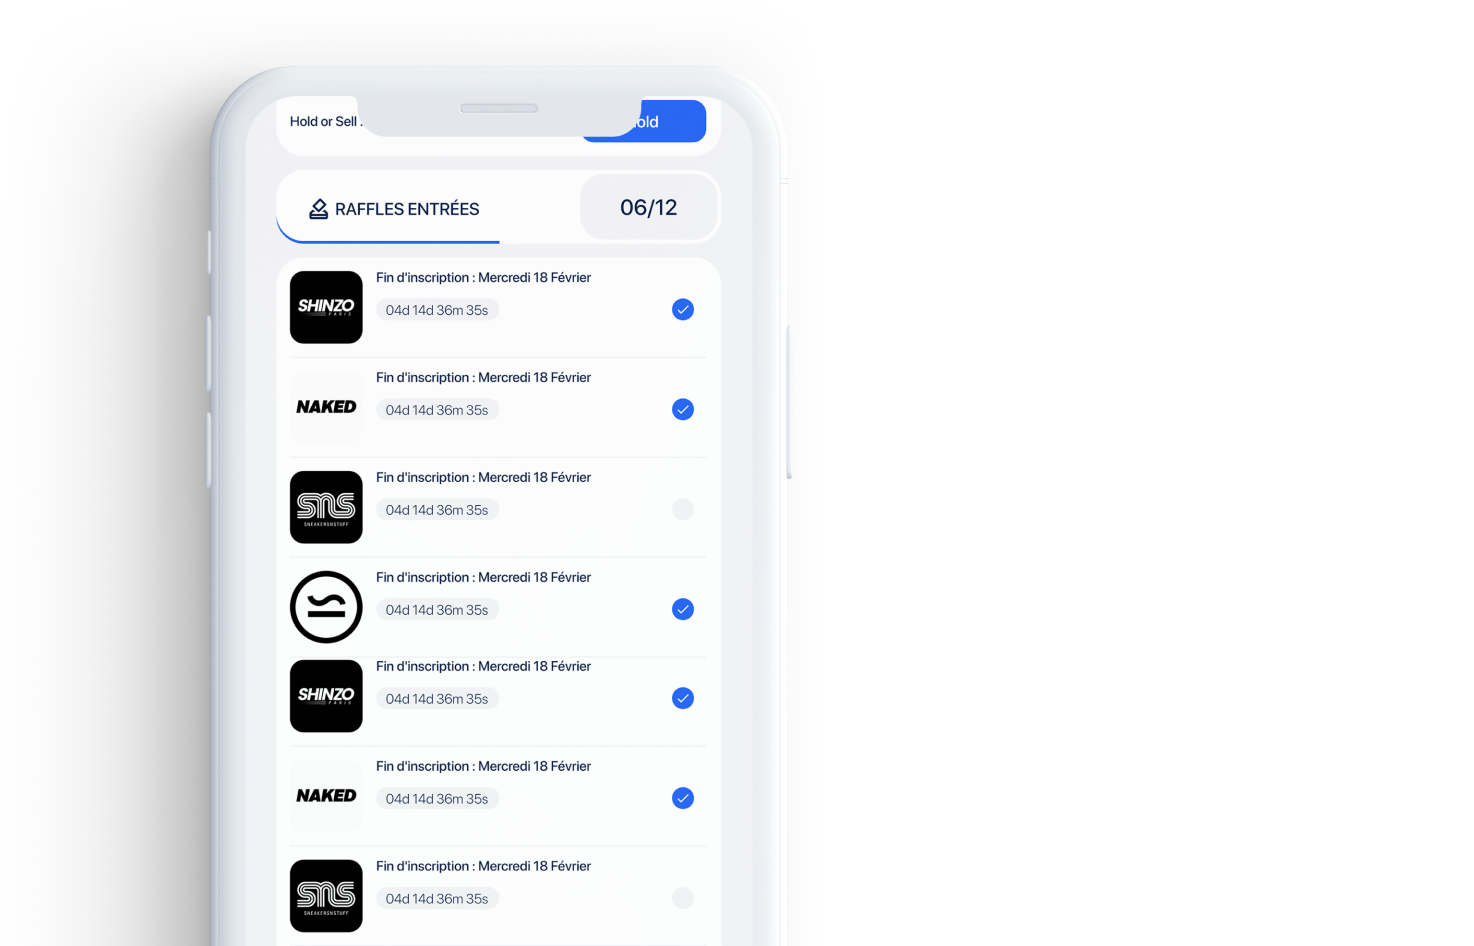 Hold or Sell :
old
RAFFLES ENTRÉES
06/12
SHINZO
PARIS
Fin d'inscription : Mercredi 18 Février
04d 14d 36m 35s
NAKED
Fin d'inscription : Mercredi 18 Février
04d 14d 36m 35s
sns
SNEAKERSNSTUFF
Fin d'inscription : Mercredi 18 Février
04d 14d 36m 35s
Fin d'inscription : Mercredi 18 Février
04d 14d 36m 35s
SHINZO
PARIS
Fin d'inscription : Mercredi 18 Février
04d 14d 36m 35s
NAKED
Fin d'inscription : Mercredi 18 Février
04d 14d 36m 35s
sns
SNEAKERSNSTUFF
Fin d'inscription : Mercredi 18 Février
04d 14d 36m 35s